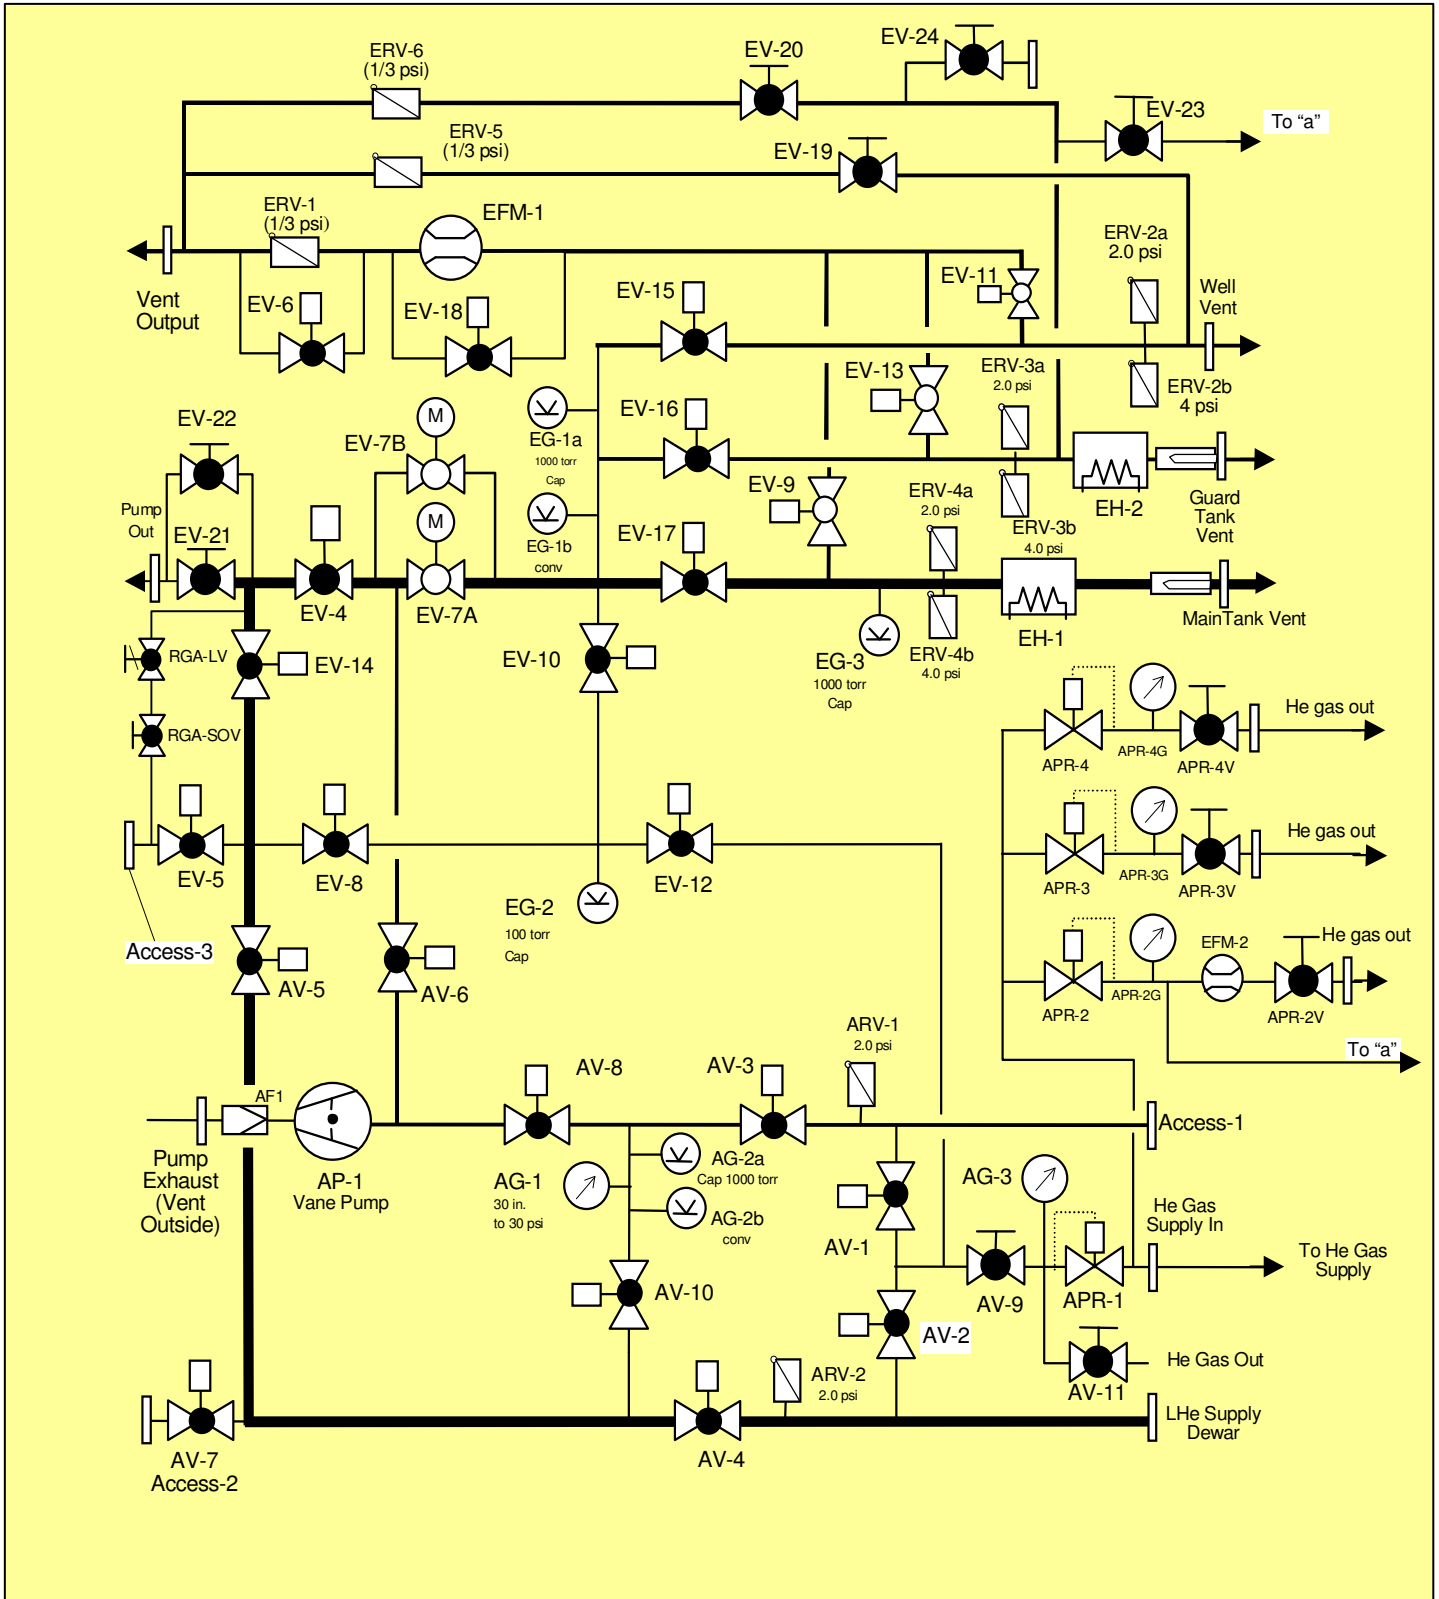 ERV-6
(1/3 psi)
EV-20
EV-24
EV-23
To “a”
ERV-5
(1/3 psi)
EV-19
ERV-1
(1/3 psi)
EFM-1
ERV-2a
2.0 psi
Vent
Output
EV-6
EV-18
EV-15
EV-11
Well
Vent
EV-13
ERV-3a
2.0 psi
ERV-2b
4 psi
EV-22
M
EV-7B
EG-1a
1000 torr
Cap
EV-16
EV-9
ERV-4a
2.0 psi
ERV-3b
4.0 psi
EH-2
Guard
Tank
Vent
Pump
Out
EV-21
M
EG-1b
conv
EV-17
EV-4
EV-7A
EH-1
MainTank Vent
RGA-LV
EV-14
EV-10
EG-3
1000 torr
Cap
ERV-4b
4.0 psi
RGA-SOV
He gas out
APR-4
APR-4G
APR-4V
He gas out
EV-5
EV-8
EV-12
APR-3
APR-3G
APR-3V
EG-2
100 torr
Cap
Access-3
AV-5
AV-6
EFM-2
He gas out
APR-2
APR-2G
APR-2V
To “a”
ARV-1
2.0 psi
AV-8
AV-3
AF1
Access-1
Pump
Exhaust
(Vent
Outside)
AP-1
Vane Pump
AG-1
30 in.
to 30 psi
AG-2a
Cap 1000 torr
AG-2b
conv
AG-3
He Gas
Supply In
AV-1
To He Gas
Supply
AV-10
AV-9
APR-1
AV-2
He Gas Out
AV-11
ARV-2
2.0 psi
LHe Supply
Dewar
AV-7
Access-2
AV-4